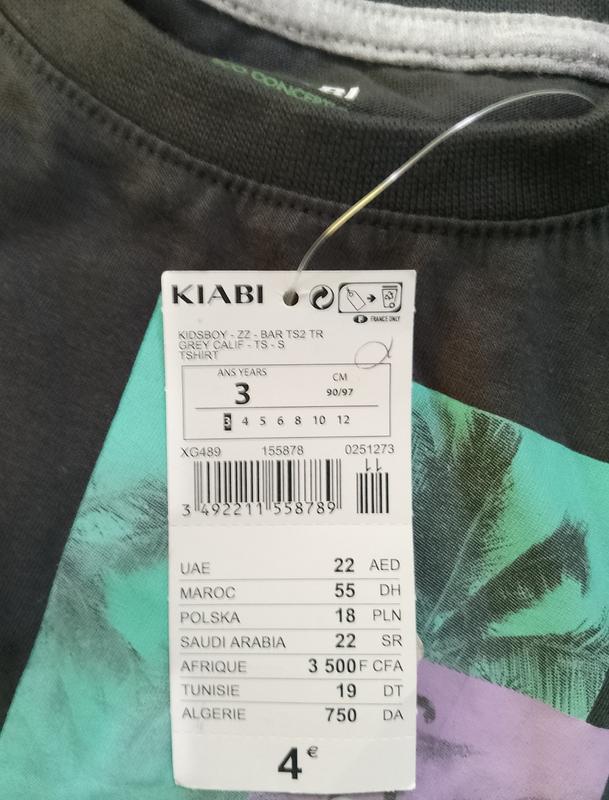 ECO CONCEPT
KIABI
FRANCE ONLY
KIDSBOY - ZZ - BAR TS2 TR
GREY CALIF - TS - S
TSHIRT
ANS YEARS CM
3 90/97
3 4 5 6 8 10 12
XG489 155878 0251273
11
3 492211 558789
UAE 22 AED
MAROC 55 DH
POLSKA 18 PLN
SAUDI ARABIA 22 SR
AFRIQUE 3 500 F CFA
TUNISIE 19 DT
ALGERIE 750 DA
4 €